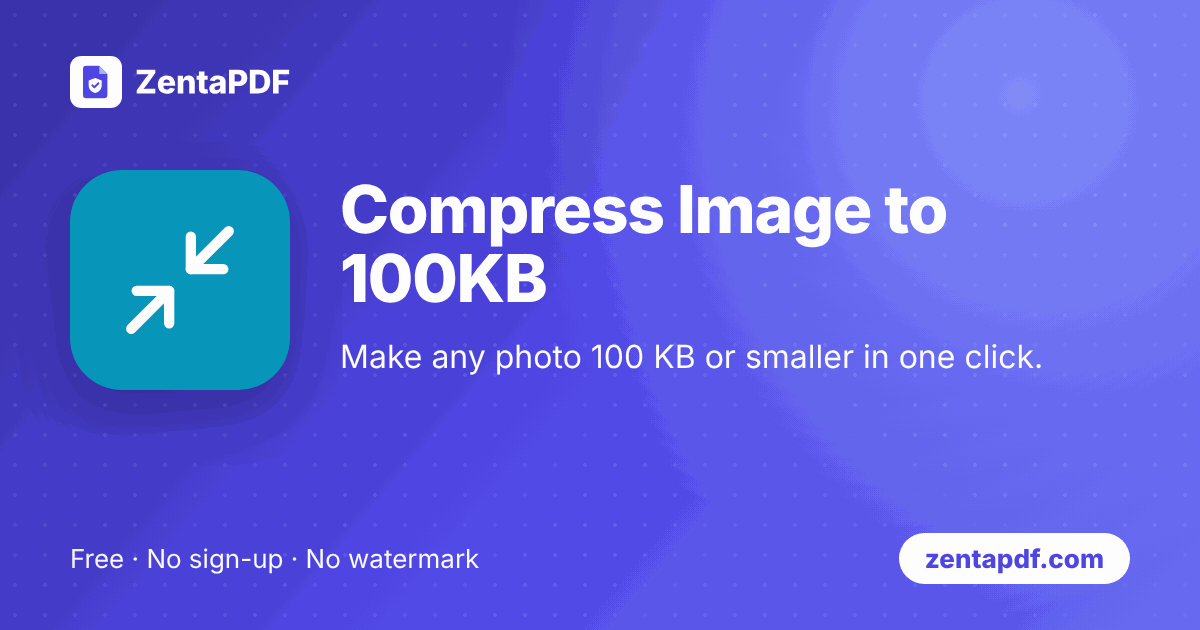 ZentaPDF
Compress Image to
100KB
Make any photo 100 KB or smaller in one click.
Free · No sign-up · No watermark
zentapdf.com